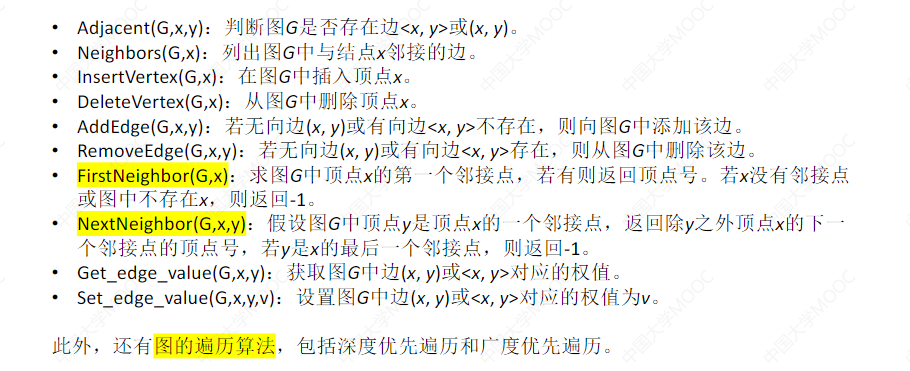 • Adjacent(G,x,y)：判断图G是否存在边<x, y>或(x, y)。
• Neighbors(G,x)：列出图G中与结点x邻接的边。
• InsertVertex(G,x)：在图G中插入顶点x。
• DeleteVertex(G,x)：从图G中删除顶点x。
• AddEdge(G,x,y)：若无向边(x, y)或有向边<x, y>不存在，则向图G中添加该边。
• RemoveEdge(G,x,y)：若无向边(x, y)或有向边<x, y>存在，则从图G中删除该边。
• FirstNeighbor(G,x)：求图G中顶点x的第一个邻接点，若有则返回顶点号。若x没有邻接点
或图中不存在x，则返回-1。
• NextNeighbor(G,x,y)：假设图G中顶点y是顶点x的一个邻接点，返回除y之外顶点x的下一
个邻接点的顶点号，若y是x的最后一个邻接点，则返回-1。
• Get_edge_value(G,x,y)：获取图G中边(x, y)或<x, y>对应的权值。
• Set_edge_value(G,x,y,v)：设置图G中边(x, y)或<x, y>对应的权值为v。
此外，还有图的遍历算法，包括深度优先遍历和广度优先遍历。
中国大学MOOC